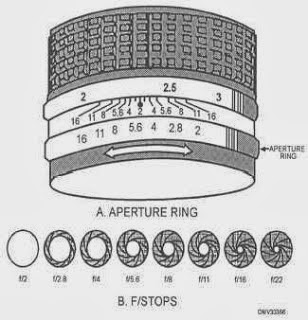 2 2.5 3
16 11 8 5.6 4 2 4 5.6 8 11 16
16 11 8 5.6 4 2.8 2
APERTURE RING
A. APERTURE RING
f/2 f/2.8 f/4 f/5.6 f/8 f/11 f/16 f/22
B. F/STOPS